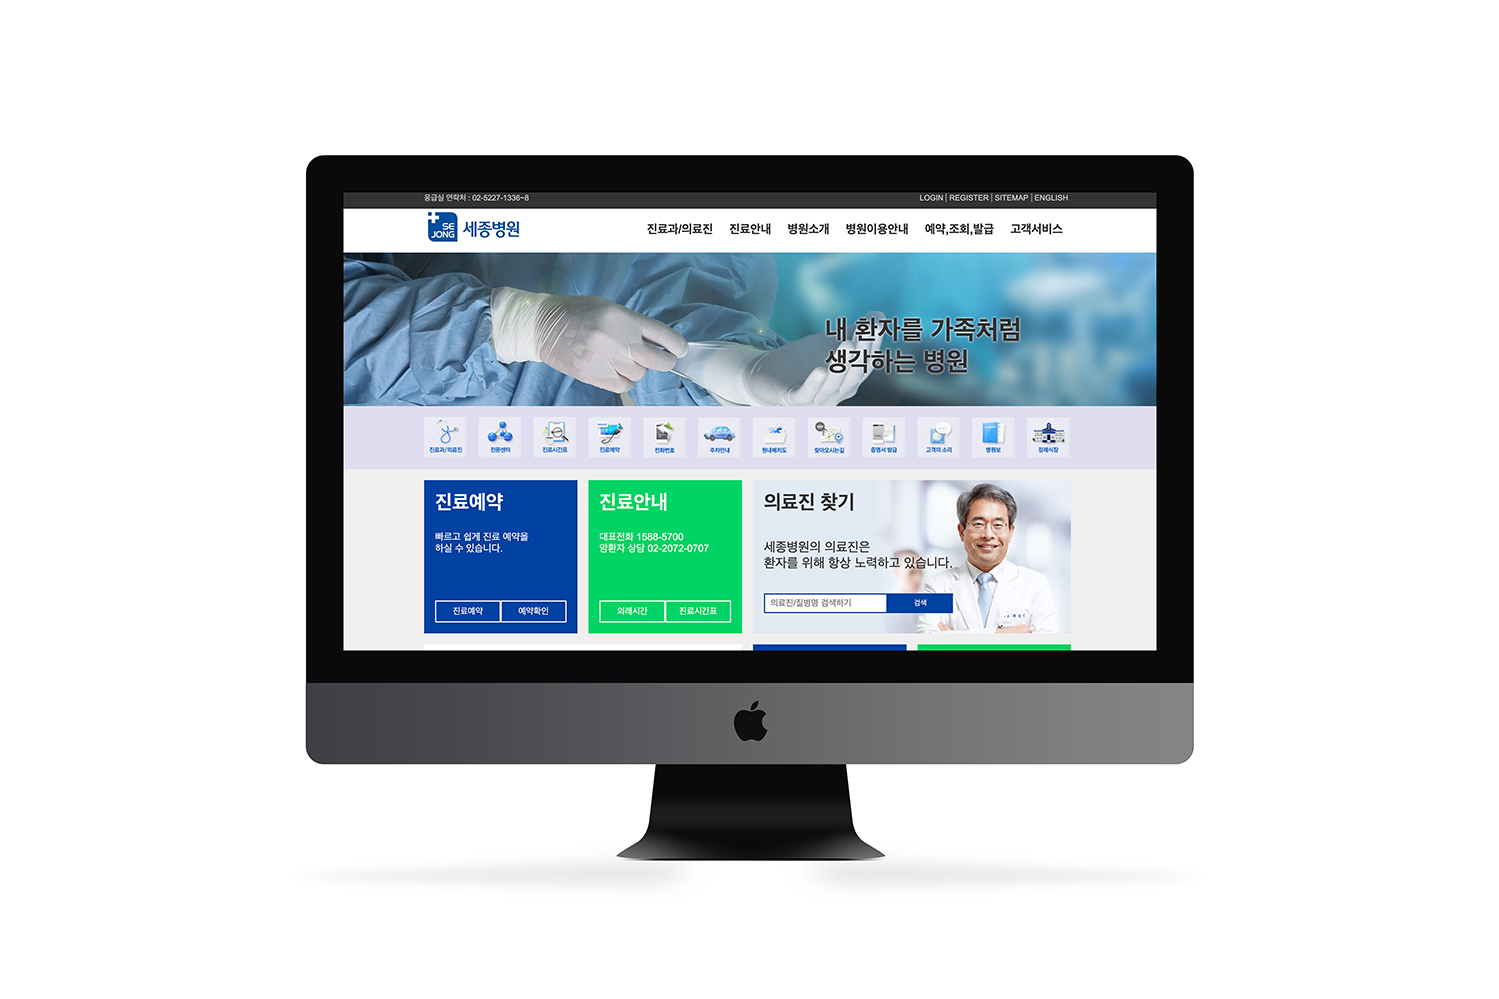 응급실 연락처 : 02-5227-1336~8
LOGIN | REGISTER | SITEMAP | ENGLISH
SE
JONG
세종병원
진료과/의료진 진료안내 병원소개 병원이용안내 예약,조회,발급 고객서비스
내 환자를 가족처럼
생각하는 병원
진료과/의료진 전문센터 진료시간표 진료예약 전화번호 주차안내 원내배치도 찾아오시는길 증명서 발급 고객의 소리 병원보 장례식장
진료예약
빠르고 쉽게 진료 예약을
하실 수 있습니다.
진료예약 예약확인
진료안내
대표전화 1588-5700
암환자 상담 02-2072-0707
외래시간 진료시간표
의료진 찾기
세종병원의 의료진은
환자를 위해 항상 노력하고 있습니다.
의료진/질병명 검색하기 검색